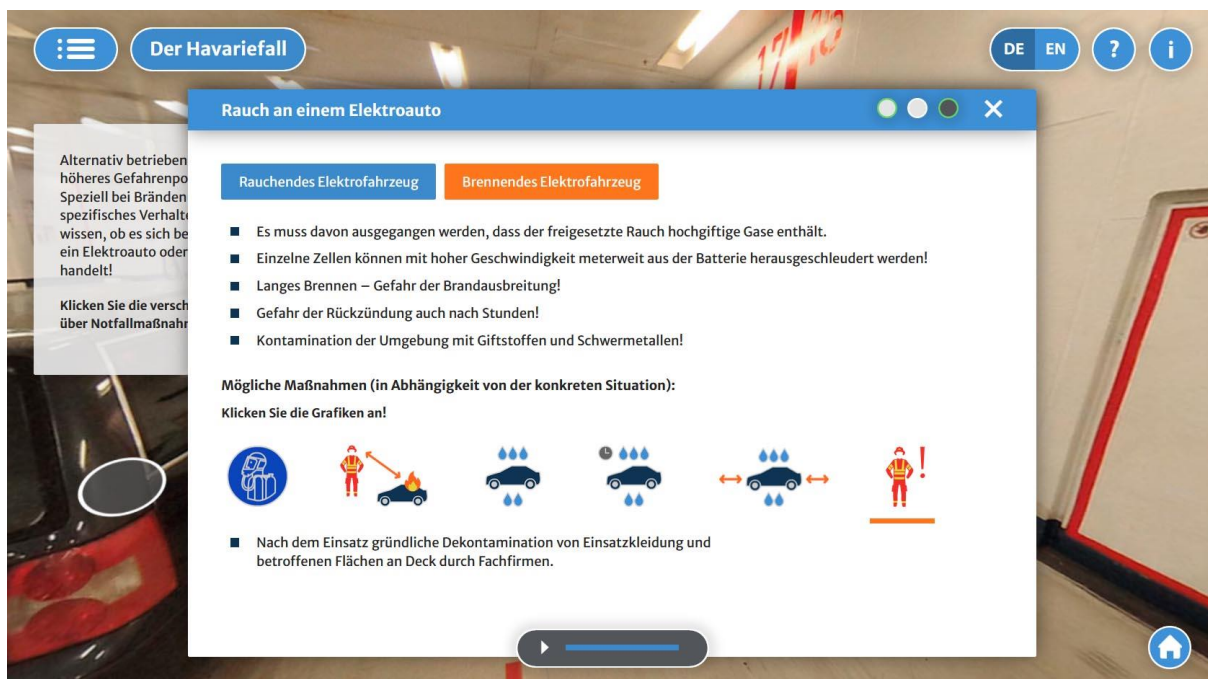 Der Havariefall
DE EN ? i
17 18
Rauch an einem Elektroauto
Alternativ betrieben
höheres Gefahrenpo
Speziell bei Bränden
spezifisches Verhalt
wissen, ob es sich be
ein Elektroauto oder
handelt!
Klicken Sie die versch
über Notfallmaßnahr
Rauchendes Elektrofahrzeug Brennendes Elektrofahrzeug
Es muss davon ausgegangen werden, dass der freigesetzte Rauch hochgiftige Gase enthält.
Einzelne Zellen können mit hoher Geschwindigkeit meterweit aus der Batterie herausgeschleudert werden!
Langes Brennen – Gefahr der Brandausbreitung!
Gefahr der Rückzündung auch nach Stunden!
Kontamination der Umgebung mit Giftstoffen und Schwermetallen!
Mögliche Maßnahmen (in Abhängigkeit von der konkreten Situation):
Klicken Sie die Grafiken an!
!
Nach dem Einsatz gründliche Dekontamination von Einsatzkleidung und
betroffenen Flächen an Deck durch Fachfirmen.